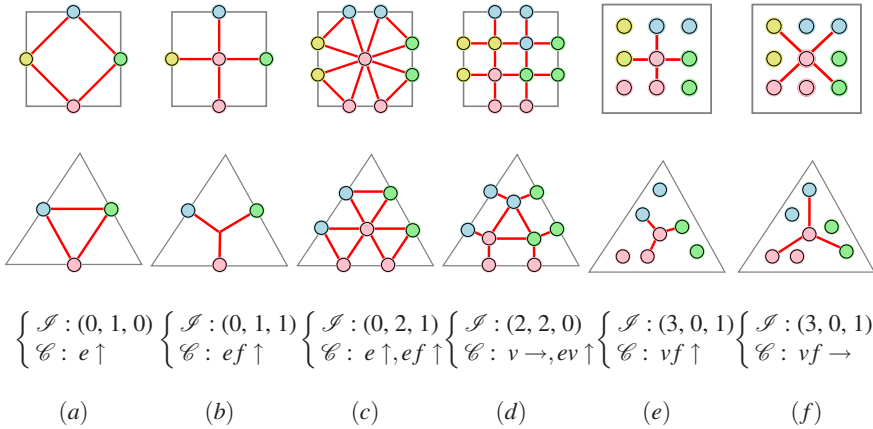 { ℐ : (0, 1, 0) { ℐ : (0, 1, 1) { ℐ : (0, 2, 1) { ℐ : (2, 2, 0) { ℐ : (3, 0, 1) { ℐ : (3, 0, 1)
𝒞 : e ↑ 𝒞 : ef ↑ 𝒞 : e ↑, ef ↑ 𝒞 : v →, ev ↑ 𝒞 : vf ↑ 𝒞 : vf →
(a) (b) (c) (d) (e) (f)